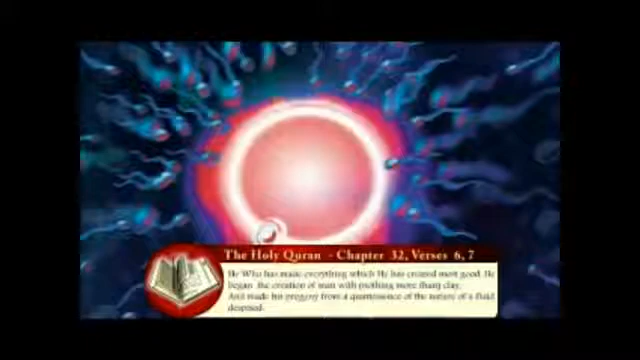 The Holy Quran - Chapter 32, Verses 6, 7
He Who has made everything which He has created most good. He
began the creation of man with (nothing more than) clay.
And made his progeny from a quintessence of the nature of a fluid
despised.